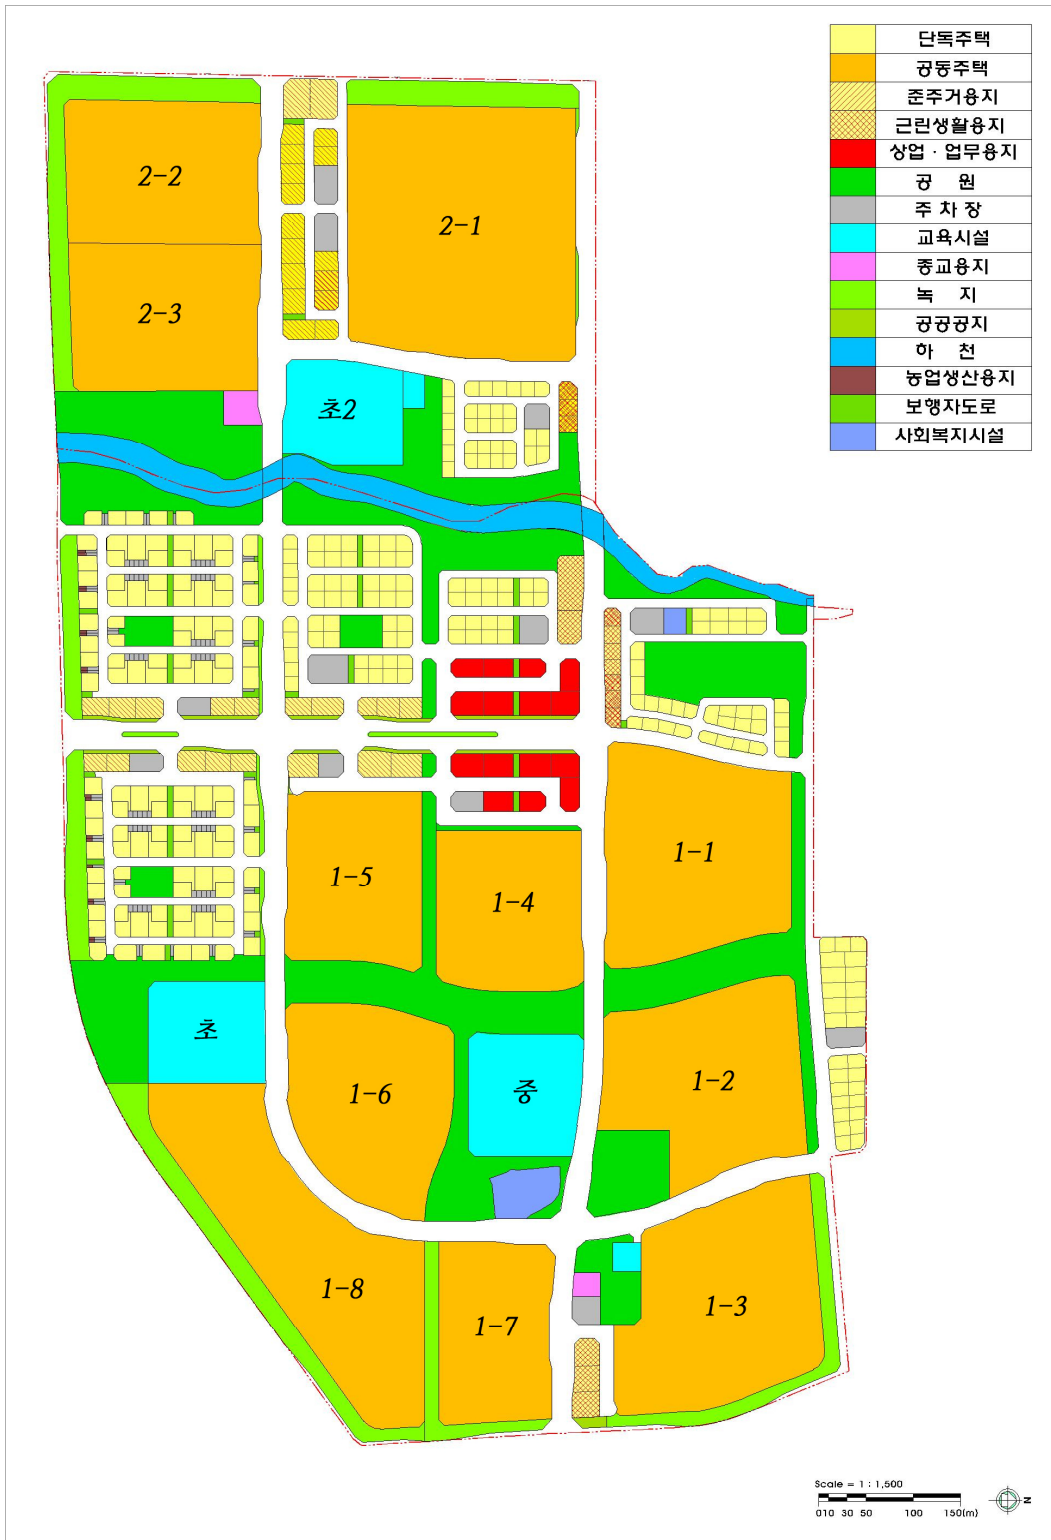 단독주택
공동주택
준주거용지
근린생활용지
상업·업무용지
공 원
주 차 장
교육시설
종교용지
녹 지
공공공지
하 천
농업생산용지
보행자도로
사회복지시설
2-2
2-1
2-3
초2
1-1
1-5
1-4
초
1-6
중
1-2
1-8
1-7
1-3
Scale = 1 : 1,500
010 30 50 100 150(m)
N